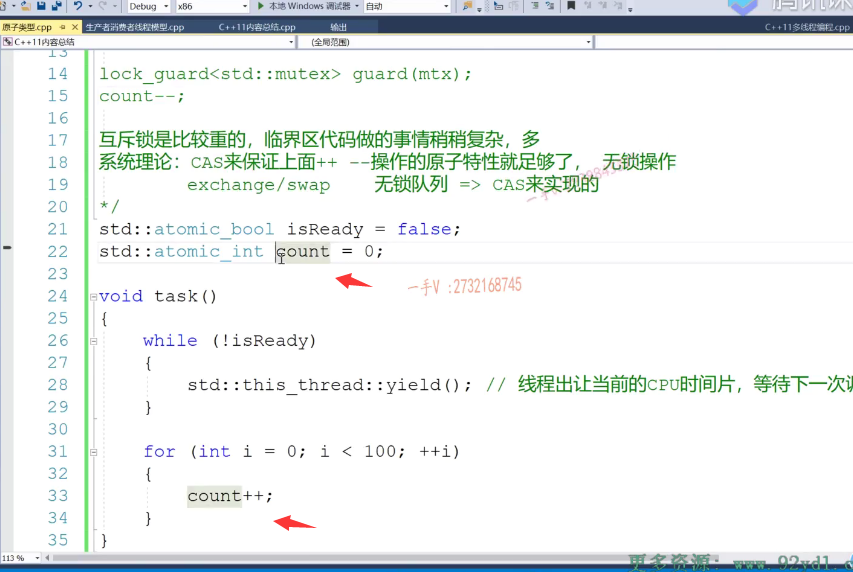 Debug x86 本地 Windows 调试器 自动
腾讯课
原子类型.cpp 生产者消费者线程模型.cpp C++11内容总结.cpp 输出 C++11多线程编程.cpp
C++11内容总结 (全局范围)
13
14 lock_guard<std::mutex> guard(mtx);
15 count--;
16
17 互斥锁是比较重的，临界区代码做的事情稍稍复杂，多
18 系统理论：CAS来保证上面++ --操作的原子特性就足够了， 无锁操作
19 exchange/swap 无锁队列 => CAS来实现的
20 */
21 std::atomic_bool isReady = false;
22 std::atomic_int count = 0;
23
一手V :2732168745
24 void task()
25 {
26 while (!isReady)
27 {
28 std::this_thread::yield(); // 线程出让当前的CPU时间片，等待下一次调
29 }
30
31 for (int i = 0; i < 100; ++i)
32 {
33 count++;
34 }
35 }
113 %
更多资源：